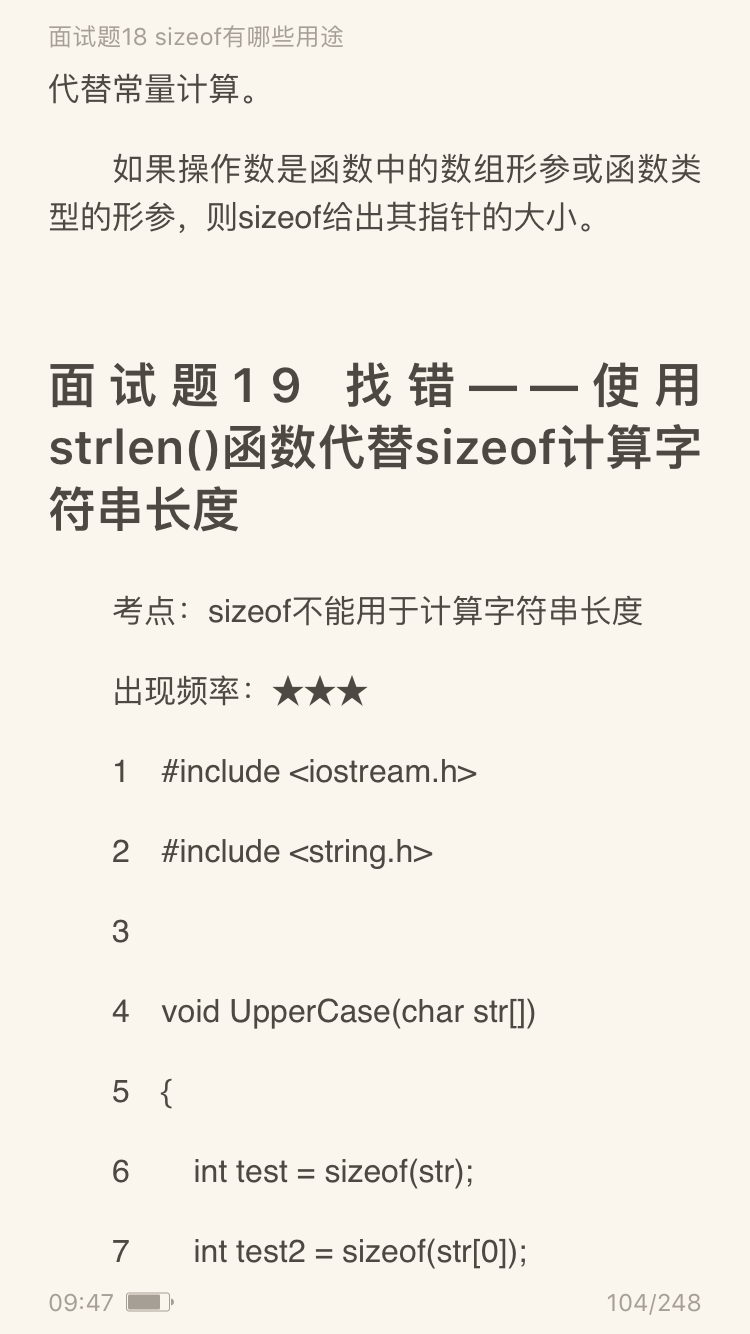 面试题18 sizeof有哪些用途
代替常量计算。
如果操作数是函数中的数组形参或函数类
型的形参，则sizeof给出其指针的大小。
面试题19 找错——使用
strlen()函数代替sizeof计算字
符串长度
考点：sizeof不能用于计算字符串长度
出现频率：★★★
1 #include <iostream.h>
2 #include <string.h>
3
4 void UpperCase(char str[])
5 {
6 int test = sizeof(str);
7 int test2 = sizeof(str[0]);
09:47 104/248